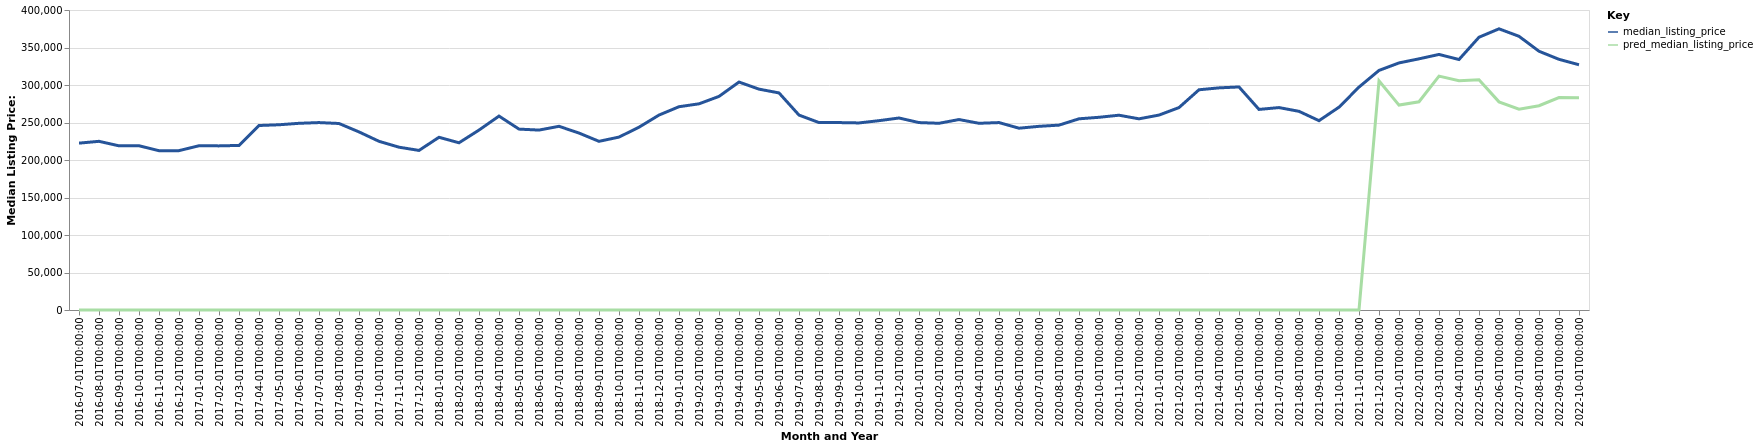 400,000
350,000
300,000
250,000
200,000
150,000
100,000
50,000
0
Median Listing Price:
2016-07-01T00:00:00
2016-08-01T00:00:00
2016-09-01T00:00:00
2016-10-01T00:00:00
2016-11-01T00:00:00
2016-12-01T00:00:00
2017-01-01T00:00:00
2017-02-01T00:00:00
2017-03-01T00:00:00
2017-04-01T00:00:00
2017-05-01T00:00:00
2017-06-01T00:00:00
2017-07-01T00:00:00
2017-08-01T00:00:00
2017-09-01T00:00:00
2017-10-01T00:00:00
2017-11-01T00:00:00
2017-12-01T00:00:00
2018-01-01T00:00:00
2018-02-01T00:00:00
2018-03-01T00:00:00
2018-04-01T00:00:00
2018-05-01T00:00:00
2018-06-01T00:00:00
2018-07-01T00:00:00
2018-08-01T00:00:00
2018-09-01T00:00:00
2018-10-01T00:00:00
2018-11-01T00:00:00
2018-12-01T00:00:00
2019-01-01T00:00:00
2019-02-01T00:00:00
2019-03-01T00:00:00
2019-04-01T00:00:00
2019-05-01T00:00:00
2019-07-01T00:00:00
2019-07-01T00:00:00
2019-08-01T00:00:00
2019-09-01T00:00:00
2019-10-01T00:00:00
2019-11-01T00:00:00
2019-12-01T00:00:00
2020-01-01T00:00:00
2020-02-01T00:00:00
2020-03-01T00:00:00
2020-04-01T00:00:00
2020-05-01T00:00:00
2020-06-01T00:00:00
2020-07-01T00:00:00
2020-08-01T00:00:00
2020-09-01T00:00:00
2020-10-01T00:00:00
2020-11-01T00:00:00
2020-12-01T00:00:00
2021-01-01T00:00:00
2021-02-01T00:00:00
2021-03-01T00:00:00
2021-04-01T00:00:00
2021-05-01T00:00:00
2021-06-01T00:00:00
2021-07-01T00:00:00
2021-08-01T00:00:00
2021-09-01T00:00:00
2021-10-01T00:00:00
2021-11-01T00:00:00
2021-12-01T00:00:00
2022-01-01T00:00:00
2022-02-01T00:00:00
2022-03-01T00:00:00
2022-04-01T00:00:00
2022-05-01T00:00:00
2022-06-01T00:00:00
2022-07-01T00:00:00
2022-08-01T00:00:00
2022-09-01T00:00:00
2022-10-01T00:00:00
Month and Year
Key
median_listing_price
pred_median_listing_price